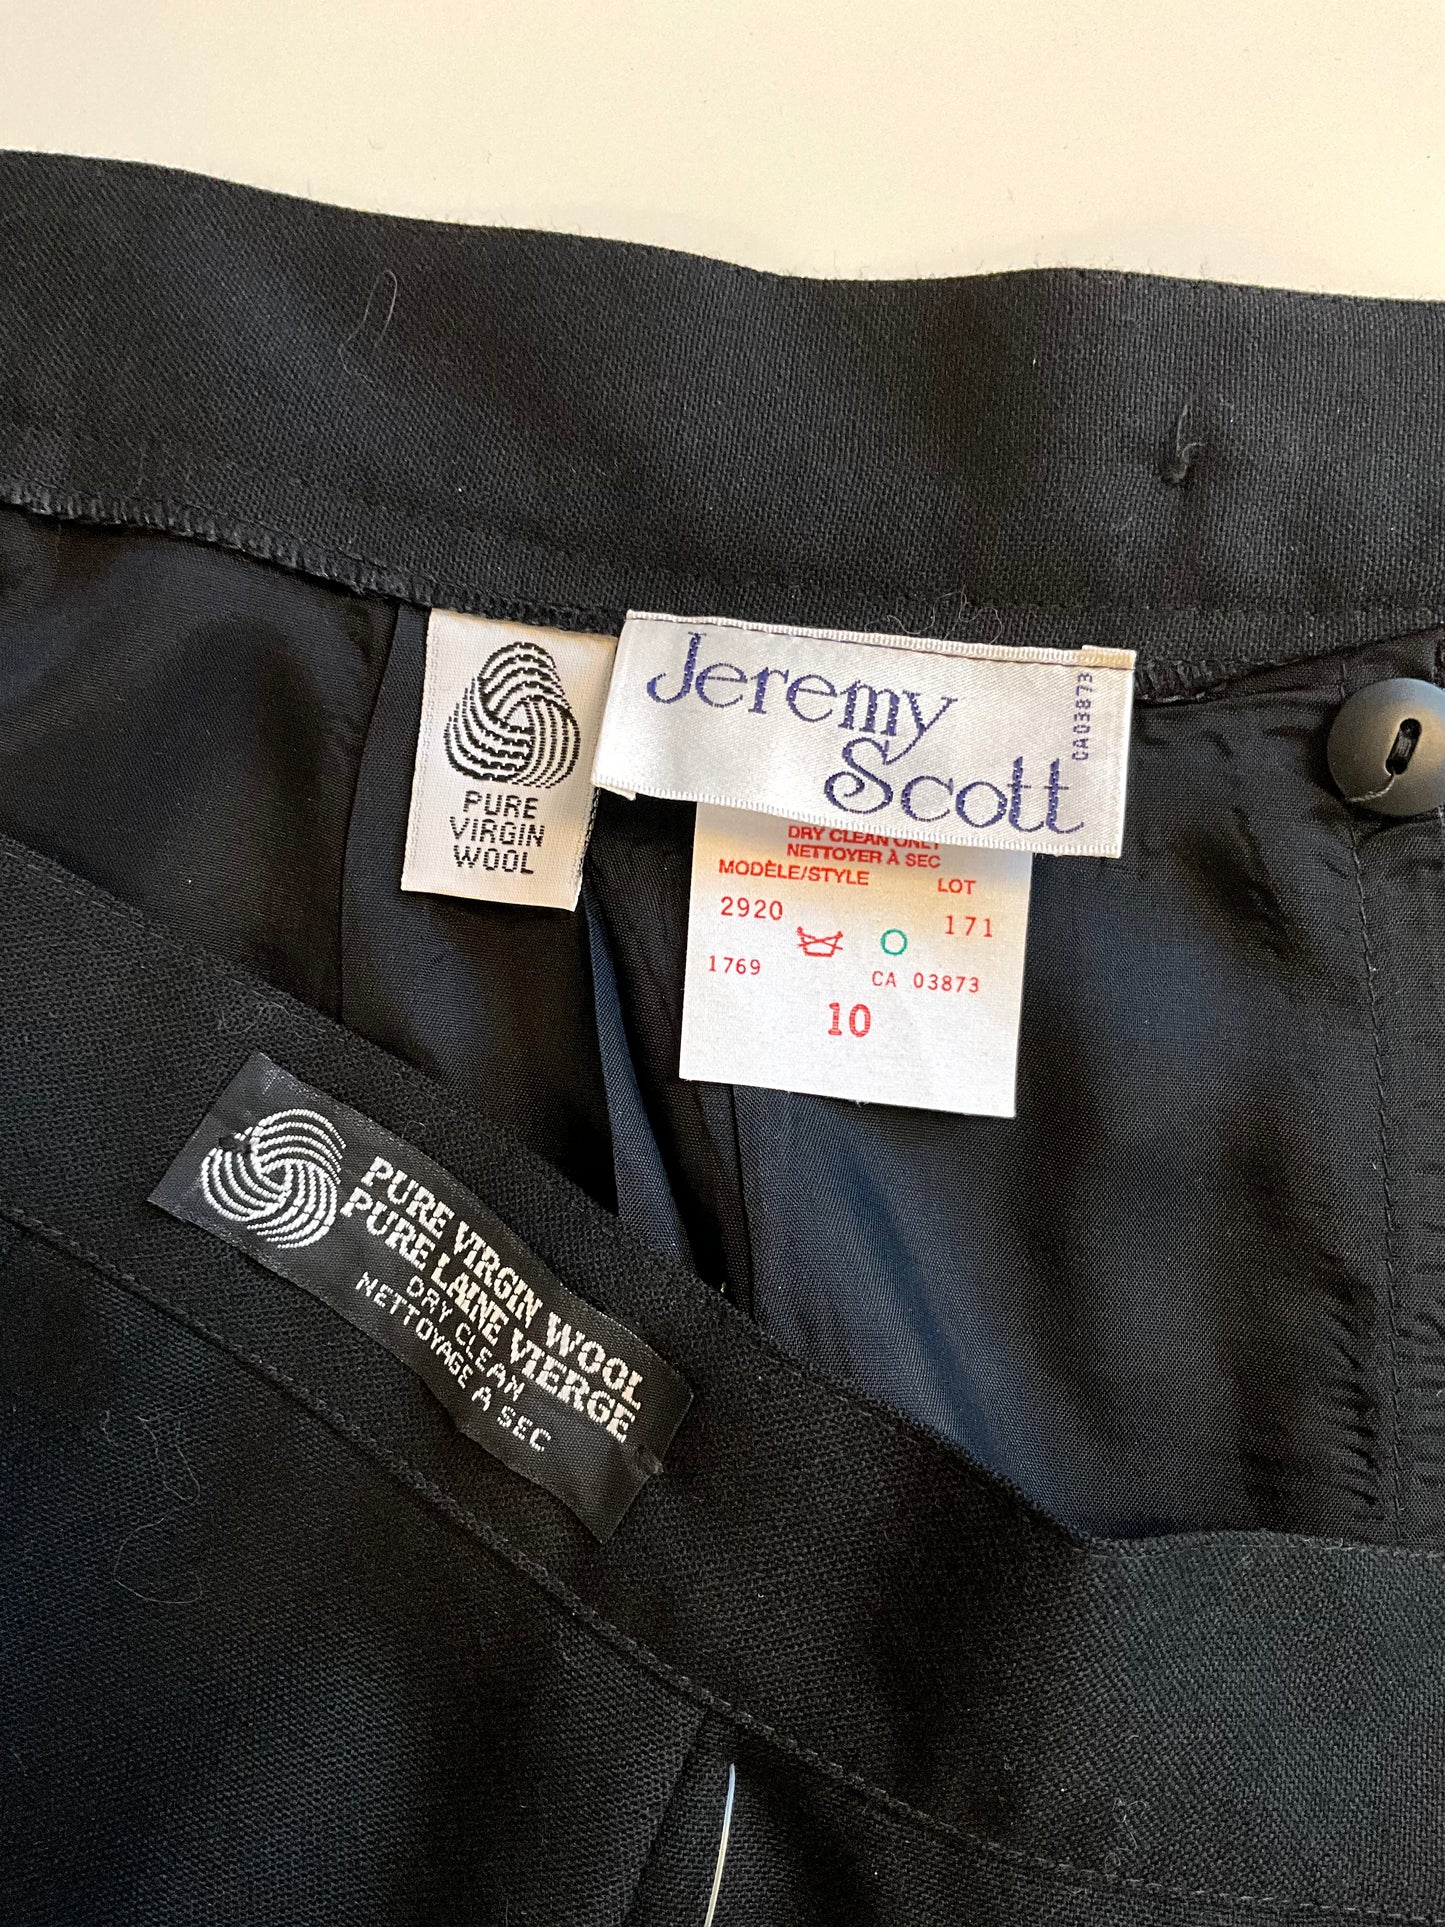 Jeremy
Scott
CA03873
PURE
VIRGIN
WOOL
DRY CLEAN ONLY
NETTOYER À SEC
MODÈLE/STYLE LOT
2920 171
1769 CA 03873
10
PURE VIRGIN WOOL
PURE LAINE VIERGE
DRY CLEAN
NETTOYAGE A SEC